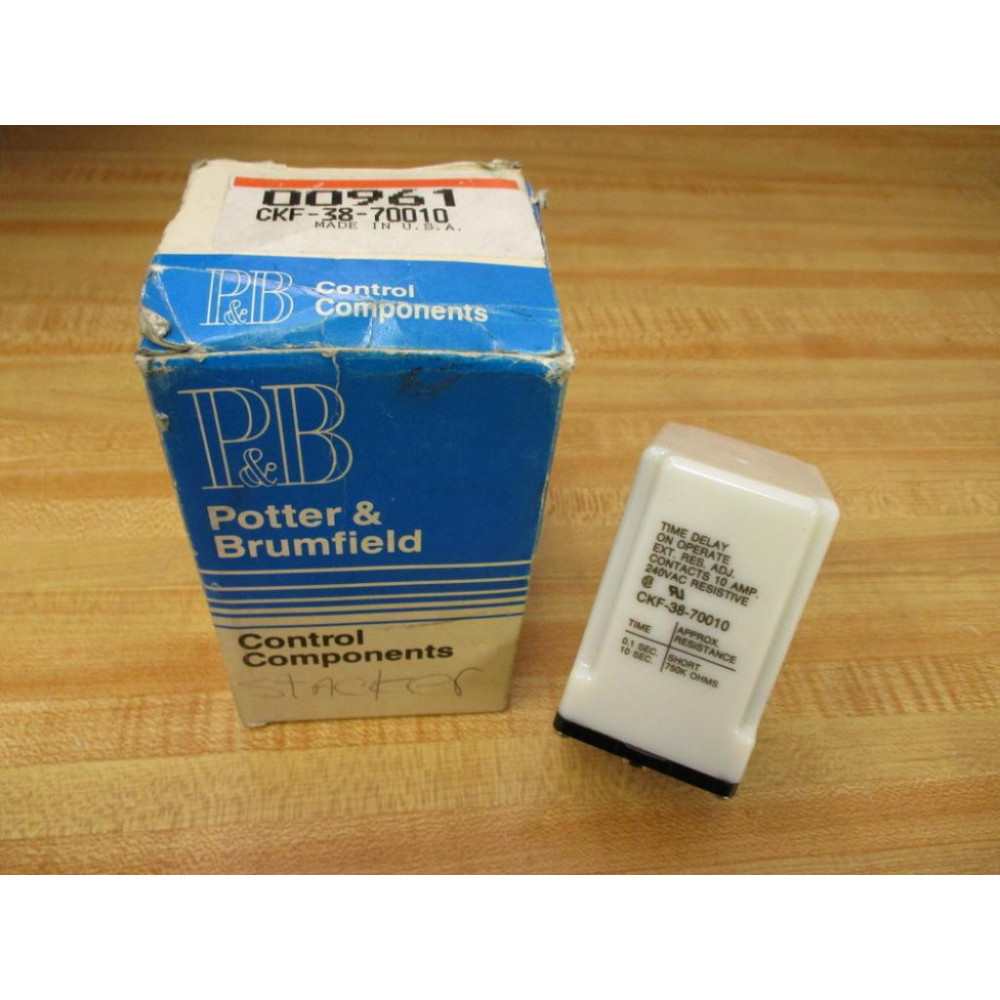 00961
CKF-38-70010
MADE IN U.S.A.
P&B Control
Components
P&B
Potter &
Brumfield
Control
Components
Stacker
TIME DELAY
ON OPERATE
EXT. RES. ADJ.
CONTACTS 10 AMP.
240VAC RESISTIVE
CKF-38-70010
TIME APPROX.
RESISTANCE
0.1 SEC. SHORT
10 SEC. 750K OHMS